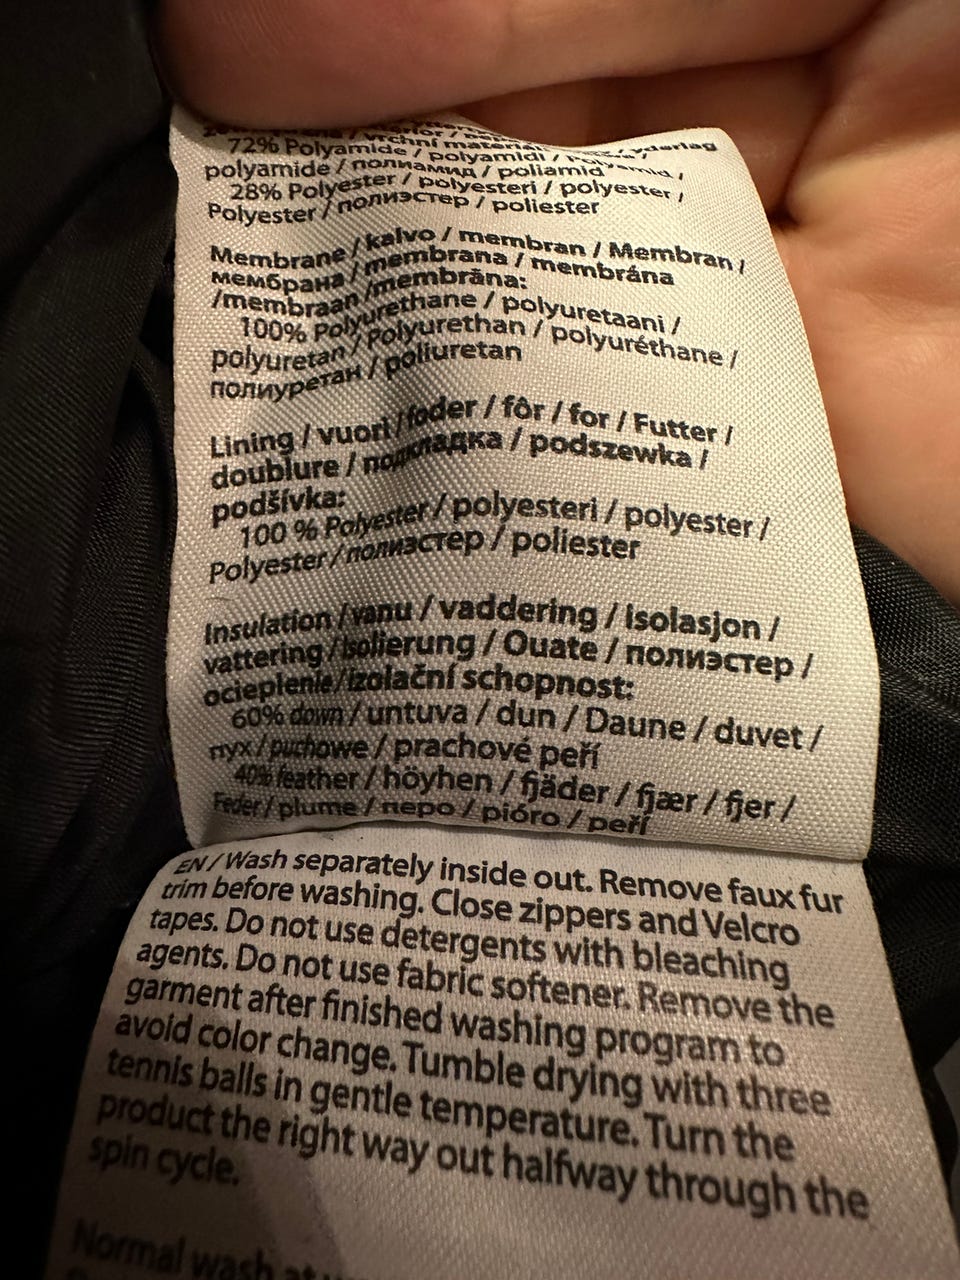 vrchni material yderlag
72% Polyamide / polyamidi /
polyamide / полиамид / poliamid
28% Polyester / polyesteri / polyester /
Polyester / полиэстер / poliester
Membrane / kalvo / membran / Membran /
мембрана / membrana / membrána
/membraan /membrāna:
100% Polyurethane / polyuretaani /
polyuretan / Polyurethan / polyuréthane /
полиуретан / poliuretan
Lining / vuori / foder / fôr / for / Futter /
doublure / подкладка / podszewka /
podšívka:
100 % Polyester / polyesteri / polyester /
Polyester / полиэстер / poliester
Insulation / vanu / vaddering / Isolasjon /
vattering / Isolierung / Ouate / полиэстер /
ocieplenie/izolační schopnost:
60% down / untuva / dun / Daune / duvet /
пух / puchowe / prachové peří
40% feather / höyhen / fjäder / fjær / fjer /
Feder / plume / перо / pióro / peří
EN / Wash separately inside out. Remove faux fur
trim before washing. Close zippers and Velcro
tapes. Do not use detergents with bleaching
agents. Do not use fabric softener. Remove the
garment after finished washing program to
avoid color change. Tumble drying with three
tennis balls in gentle temperature. Turn the
product the right way out halfway through the
spin cycle.
Normal wash at